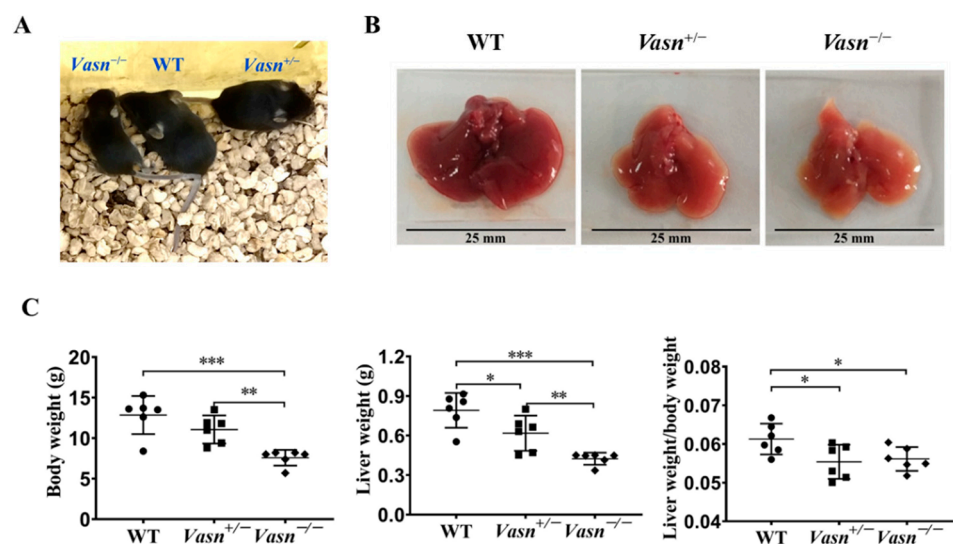 A
B
Vasn−/− WT Vasn+/−
WT Vasn+/− Vasn−/−
25 mm 25 mm 25 mm
C
Body weight (g)
20
15
10
5
0
***
**
WT Vasn+/− Vasn−/−
Liver weight (g)
1.2
0.9
0.6
0.3
0.0
***
*
**
WT Vasn+/− Vasn−/−
Liver weight/body weight
0.08
0.07
0.06
0.05
0.04
*
*
WT Vasn+/− Vasn−/−